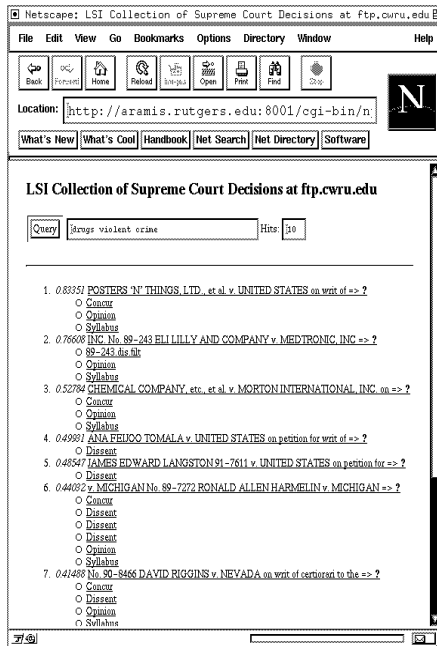 Netscape: LSI Collection of Supreme Court Decisions at ftp.cwru.edu
File Edit View Go Bookmarks Options Directory Window Help
Back Forward Home Reload Open Print Find Stop
N
Location: http://aramis.rutgers.edu:8001/cgi-bin/n
What's New What's Cool Handbook Net Search Net Directory Software
LSI Collection of Supreme Court Decisions at ftp.cwru.edu
Query drugs violent crime Hits: 10
1. 0.83351 POSTERS 'N' THINGS, LTD., et al. v. UNITED STATES on writ of => ?
Concur
Opinion
Syllabus
2. 0.76608 INC. No. 89-243 ELI LILLY AND COMPANY v. MEDTRONIC, INC => ?
89-243.dis.filt
Opinion
Syllabus
3. 0.52784 CHEMICAL COMPANY, etc., et al. v. MORTON INTERNATIONAL, INC. on => ?
Concur
Opinion
Syllabus
4. 0.49991 ANA FEIJOO TOMALA v. UNITED STATES on petition for writ of => ?
Dissent
5. 0.48547 JAMES EDWARD LANGSTON 91-7611 v. UNITED STATES on petition for => ?
Dissent
6. 0.44092 v. MICHIGAN No. 89-7272 RONALD ALLEN HARMELIN v. MICHIGAN => ?
Concur
Dissent
Dissent
Dissent
Opinion
Syllabus
7. 0.41488 No. 90-8466 DAVID RIGGINS v. NEVADA on writ of certiorari to the => ?
Concur
Dissent
Opinion
Syllabus